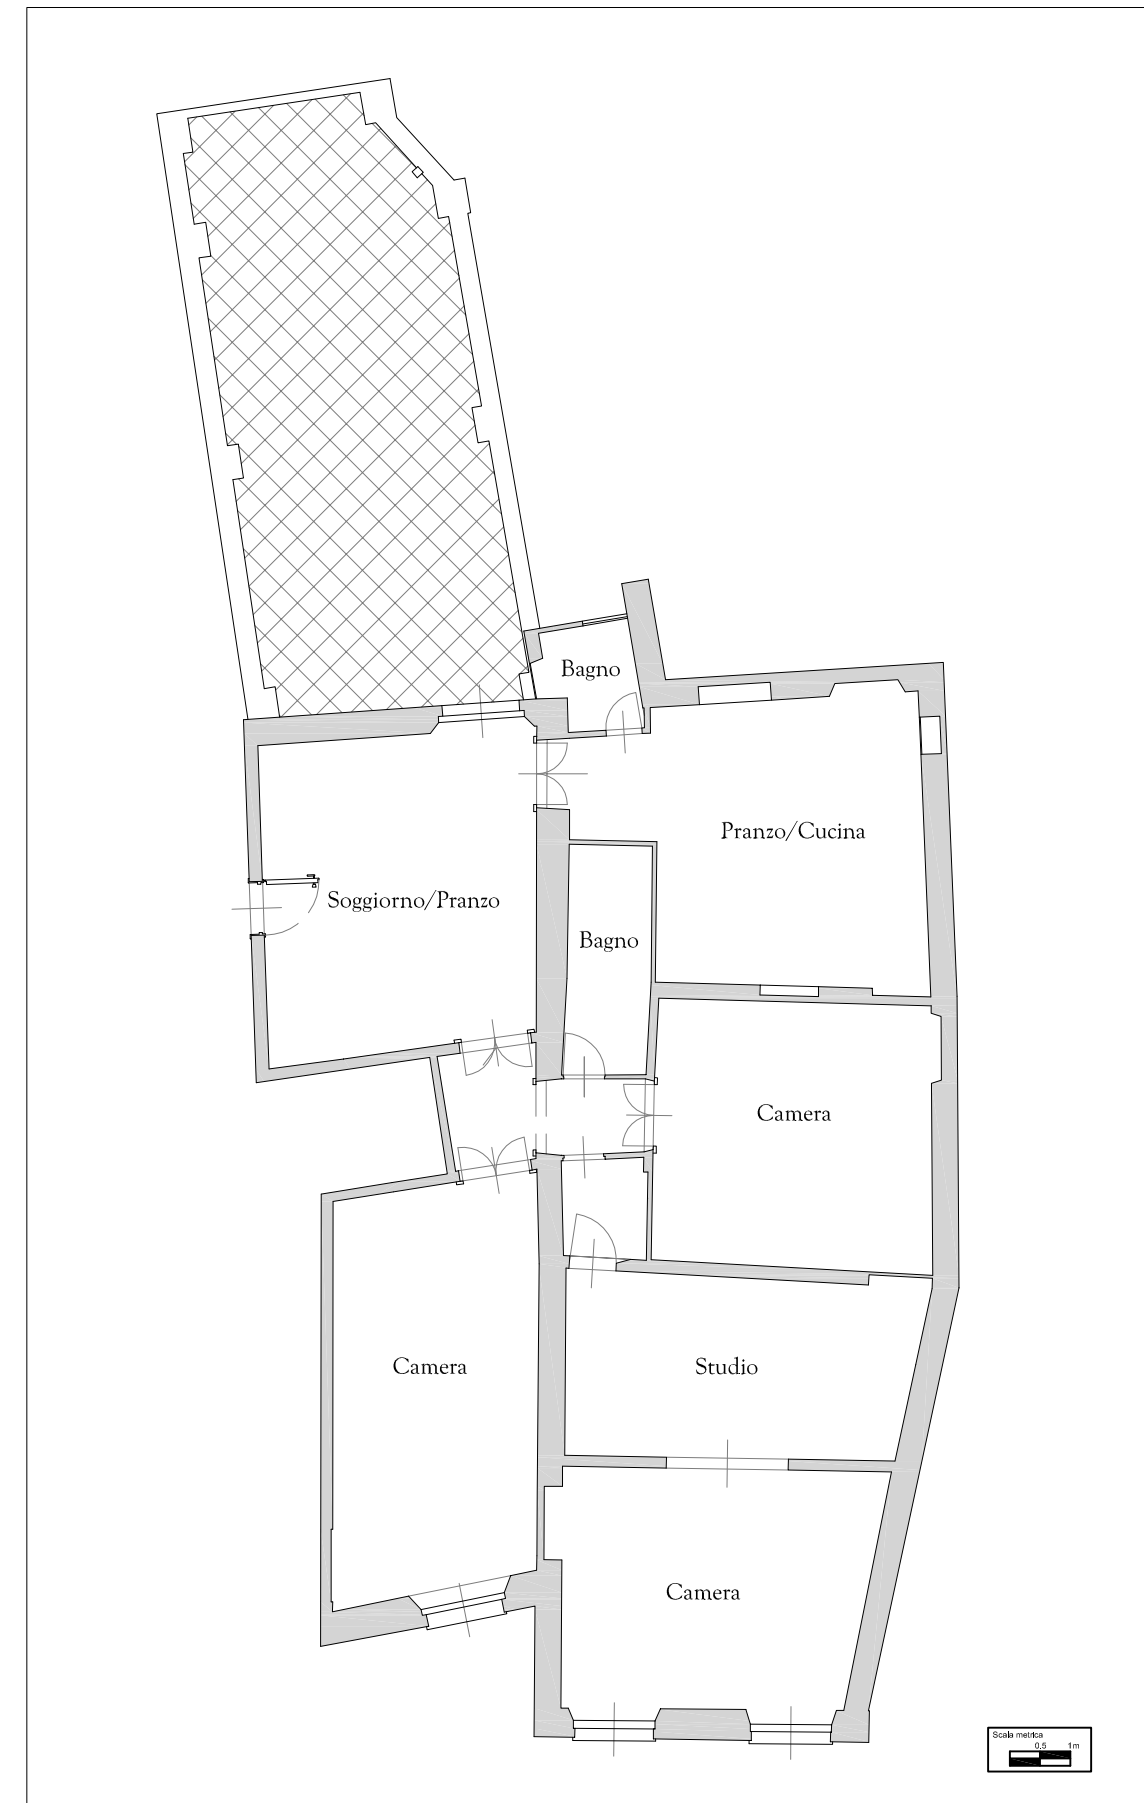 Bagno
Pranzo/Cucina
Soggiorno/Pranzo
Bagno
Camera
Camera
Studio
Camera
Scala metrica
0.5 1m